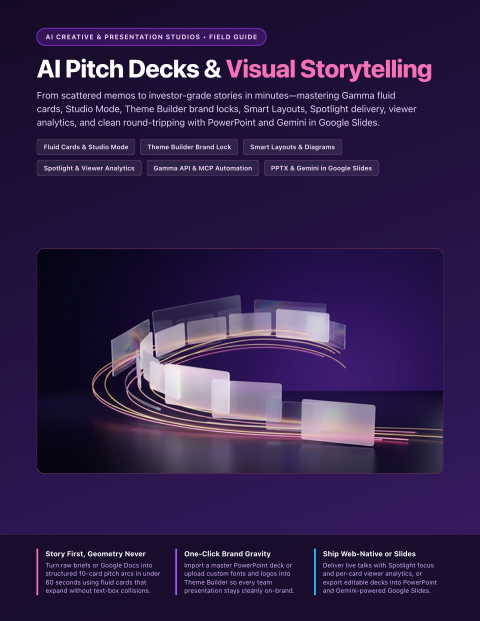 AI CREATIVE & PRESENTATION STUDIOS • FIELD GUIDE
AI Pitch Decks & Visual Storytelling
From scattered memos to investor-grade stories in minutes—mastering Gamma fluid
cards, Studio Mode, Theme Builder brand locks, Smart Layouts, Spotlight delivery, viewer
analytics, and clean round-tripping with PowerPoint and Gemini in Google Slides.
Fluid Cards & Studio Mode
Theme Builder Brand Lock
Smart Layouts & Diagrams
Spotlight & Viewer Analytics
Gamma API & MCP Automation
PPTX & Gemini in Google Slides
Story First, Geometry Never
Turn raw briefs or Google Docs into
structured 10-card pitch arcs in under
60 seconds using fluid cards that
expand without text-box collisions.
One-Click Brand Gravity
Import a master PowerPoint deck or
upload custom fonts and logos into
Theme Builder so every team
presentation stays cleanly on-brand.
Ship Web-Native or Slides
Deliver live talks with Spotlight focus
and per-card viewer analytics, or
export editable decks into PowerPoint
and Gemini-powered Google Slides.